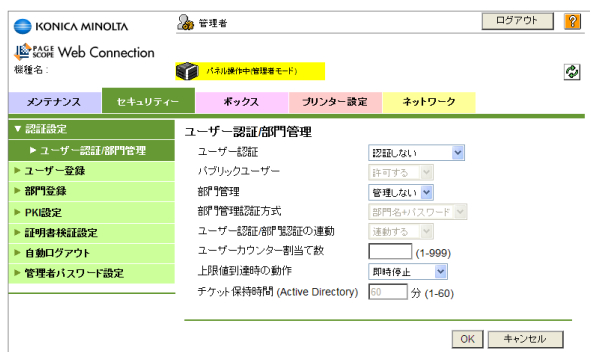 KONICA MINOLTA
管理者
ログアウト
?
PAGE SCOPE Web Connection
機種名 :
パネル操作中(管理者モード)
メンテナンス
セキュリティー
ボックス
プリンター設定
ネットワーク
▼ 認証設定
▶ ユーザー認証/部門管理
▶ ユーザー登録
▶ 部門登録
▶ PKI設定
▶ 証明書検証設定
▶ 自動ログアウト
▶ 管理者パスワード設定
ユーザー認証/部門管理
ユーザー認証 認証しない
パブリックユーザー 許可する
部門管理 管理しない
部門管理認証方式 部門名+パスワード
ユーザー認証/部門認証の連動 連動する
ユーザーカウンター割当て数 (1-999)
上限値到達時の動作 即時停止
チケット保持時間 (Active Directory) 60 分 (1-60)
OK
キャンセル